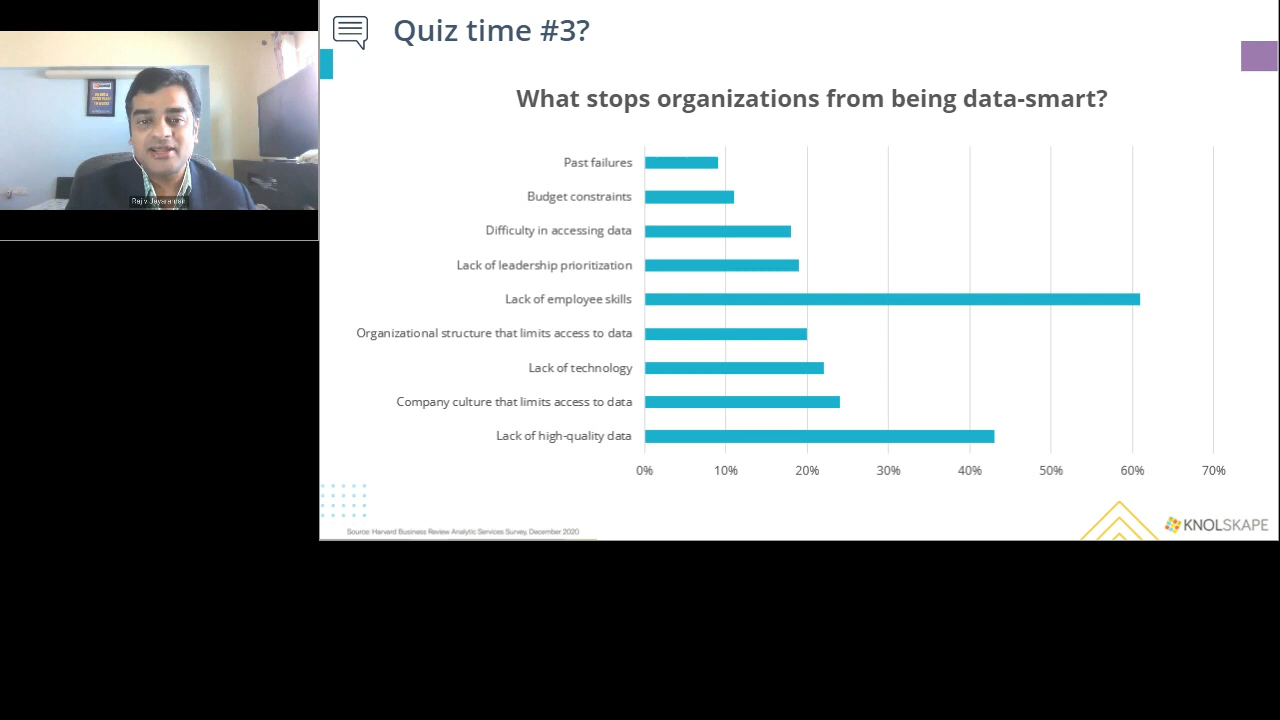 Quiz time #3?
What stops organizations from being data-smart?
Past failures
Budget constraints
Difficulty in accessing data
Lack of leadership prioritization
Lack of employee skills
Organizational structure that limits access to data
Lack of technology
Company culture that limits access to data
Lack of high-quality data
0% 10% 20% 30% 40% 50% 60% 70%
Source: Harvard Business Review Analytic Services Survey, December 2020
KNOLSKAPE